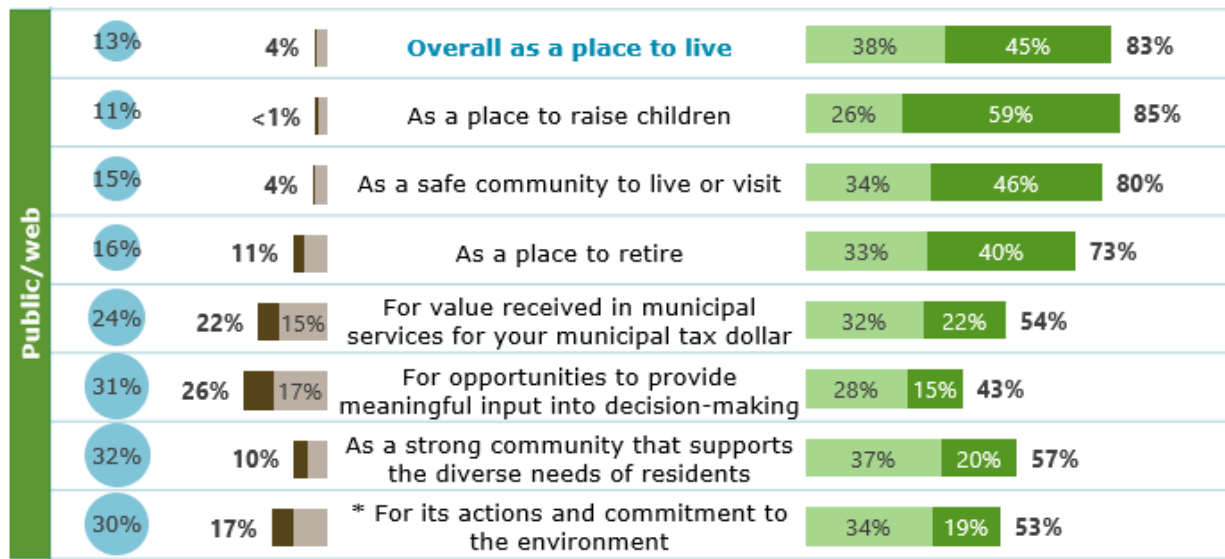 Public/web
13% 4% Overall as a place to live 38% 45% 83%
11% <1% As a place to raise children 26% 59% 85%
15% 4% As a safe community to live or visit 34% 46% 80%
16% 11% As a place to retire 33% 40% 73%
24% 22% 15% For value received in municipal
services for your municipal tax dollar 32% 22% 54%
31% 26% 17% For opportunities to provide
meaningful input into decision-making 28% 15% 43%
32% 10% As a strong community that supports
the diverse needs of residents 37% 20% 57%
30% 17% * For its actions and commitment to
the environment 34% 19% 53%